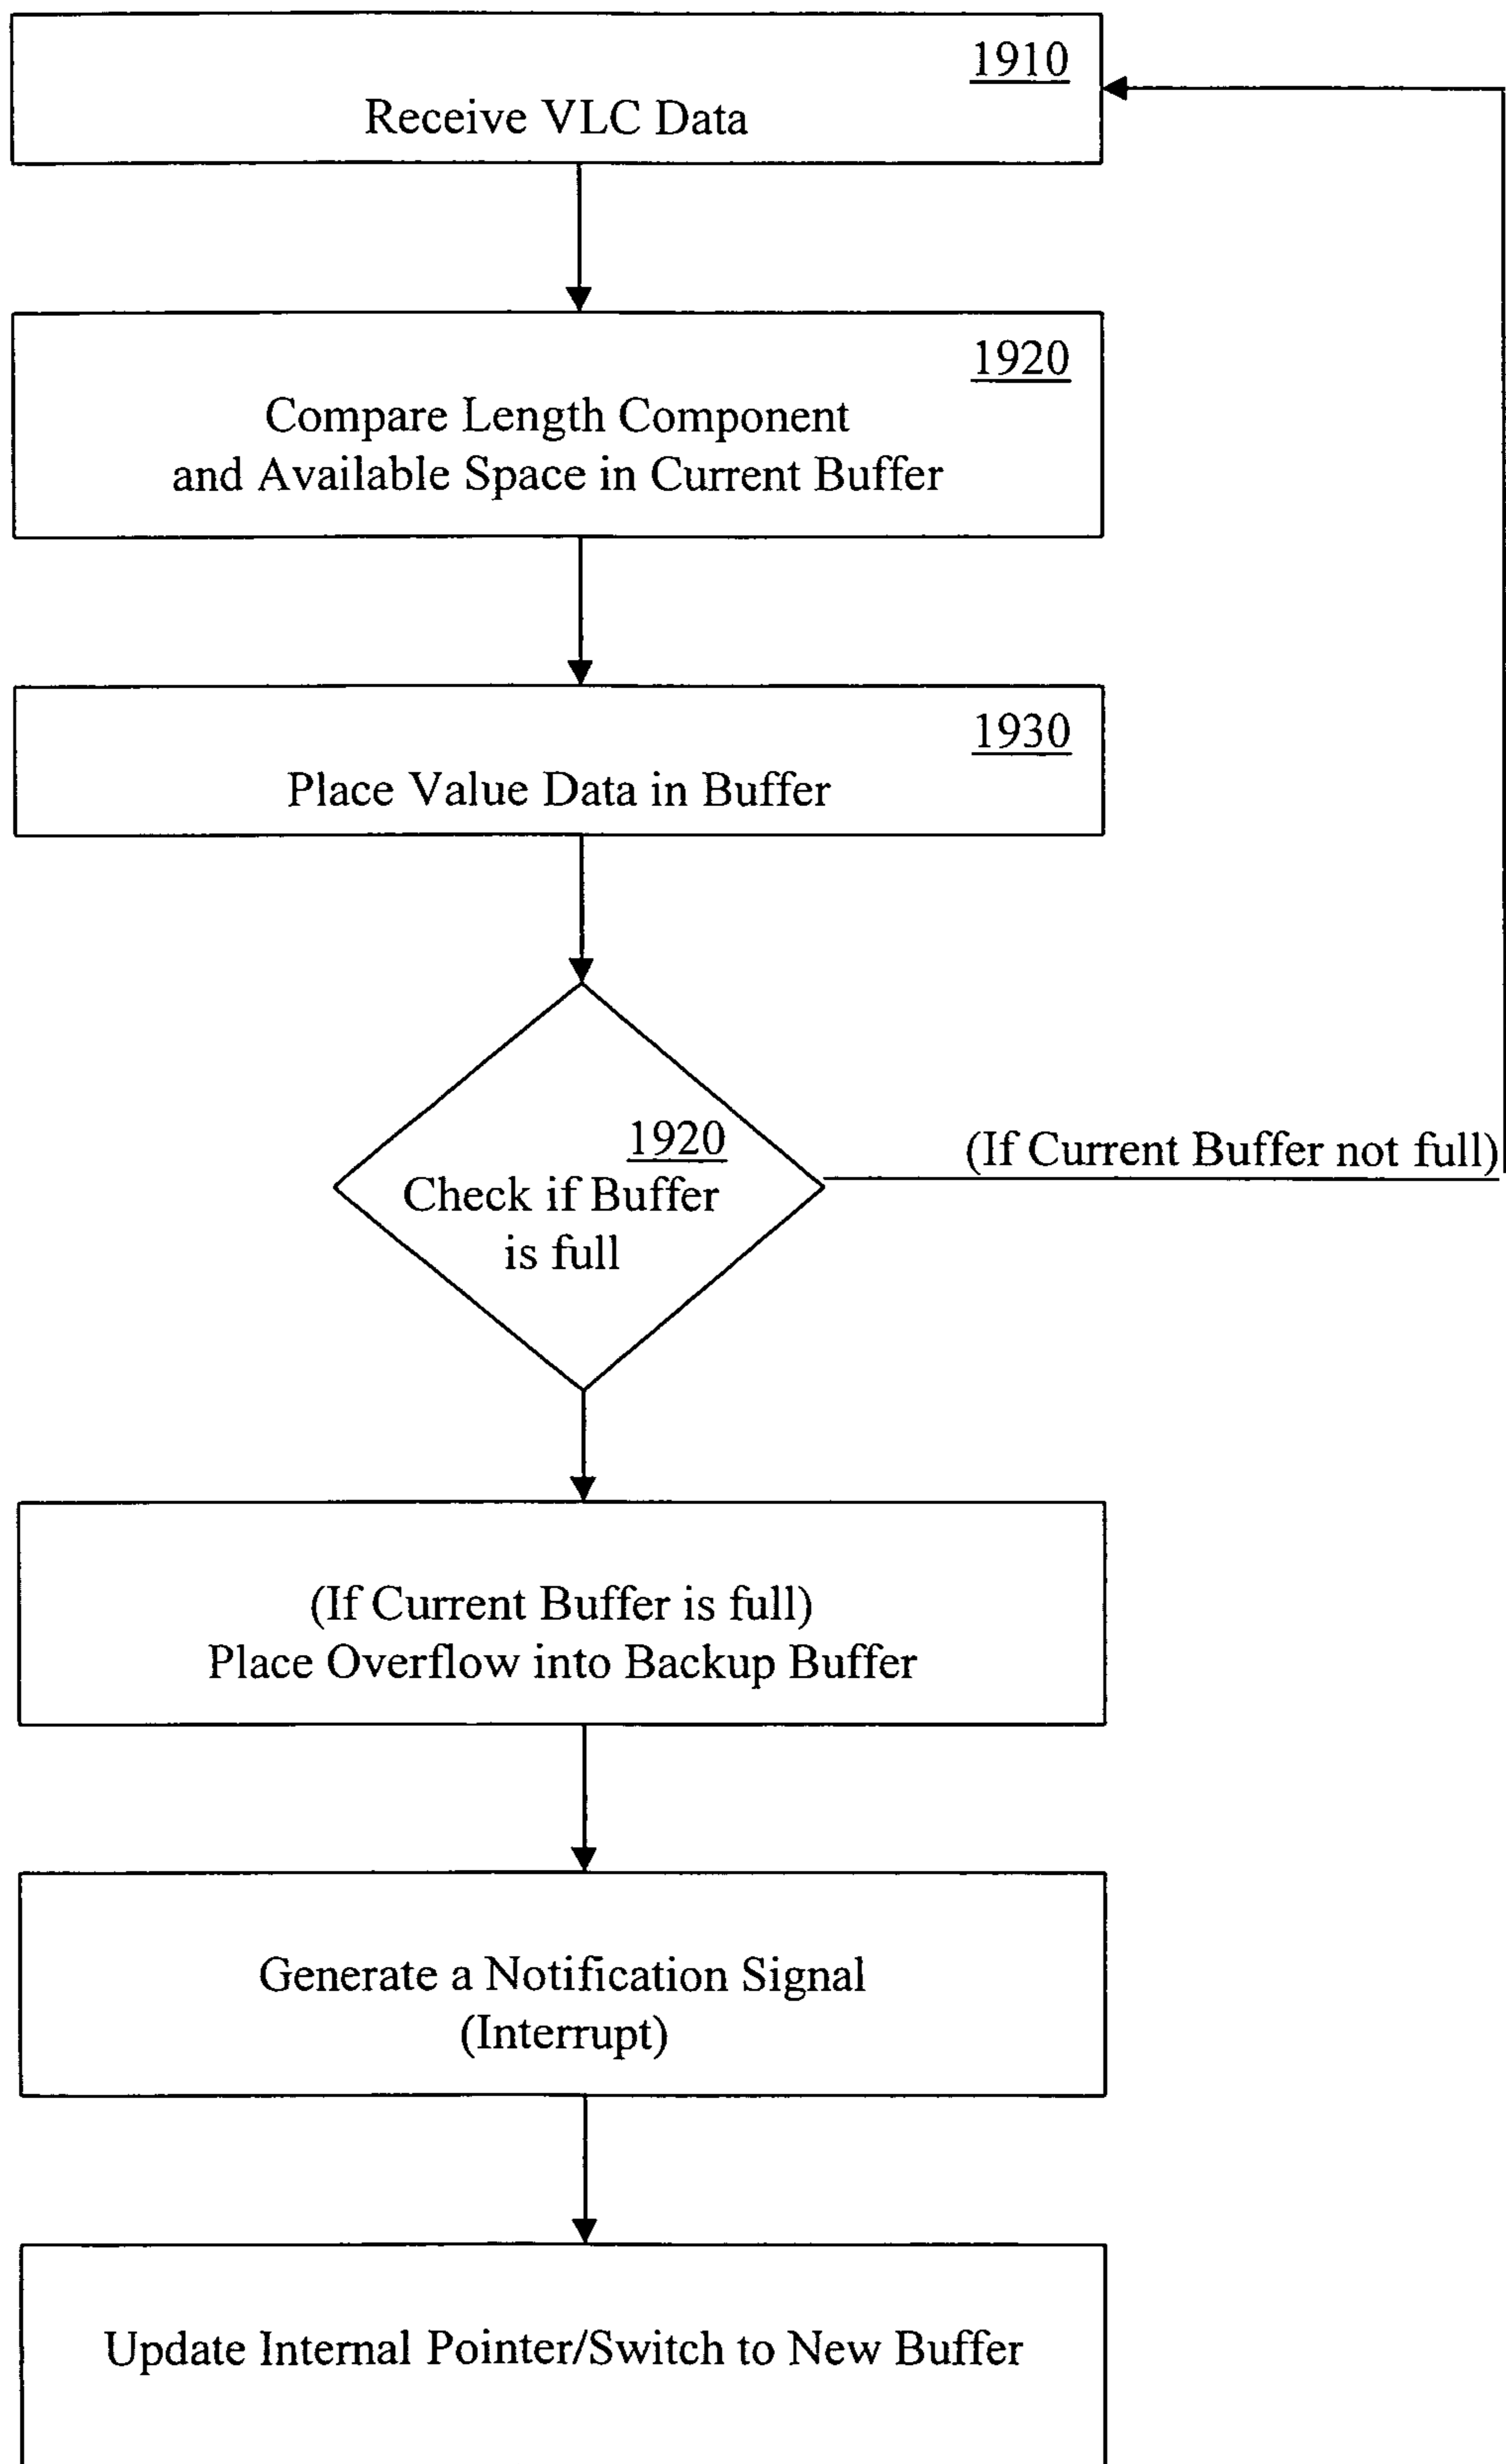 1910
Receive VLC Data
1920
Compare Length Component
and Available Space in Current Buffer
1930
Place Value Data in Buffer
1920
Check if Buffer
is full
(If Current Buffer not full)
(If Current Buffer is full)
Place Overflow into Backup Buffer
Generate a Notification Signal
(Interrupt)
Update Internal Pointer/Switch to New Buffer